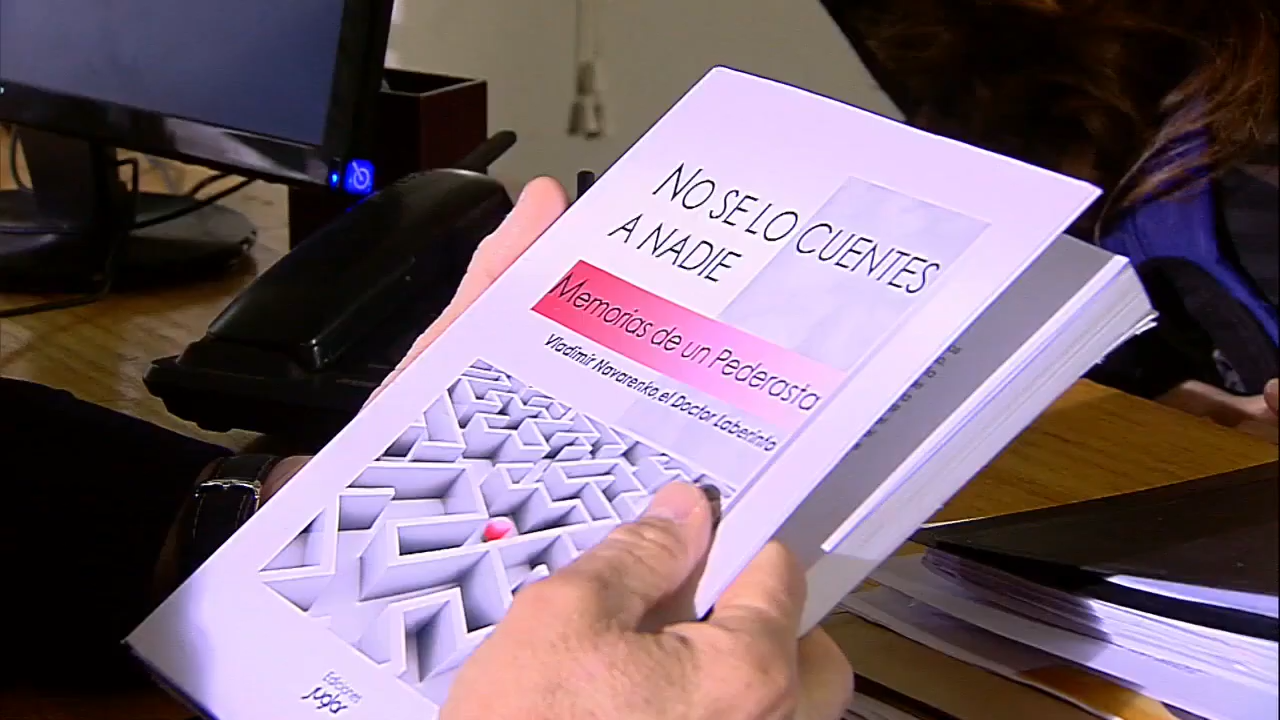 NO SE LO CUENTES
A NADIE
Memorias de un Pederasta
Vladimir Navarenko, el Doctor Laberinto
Ediciones
Juglar